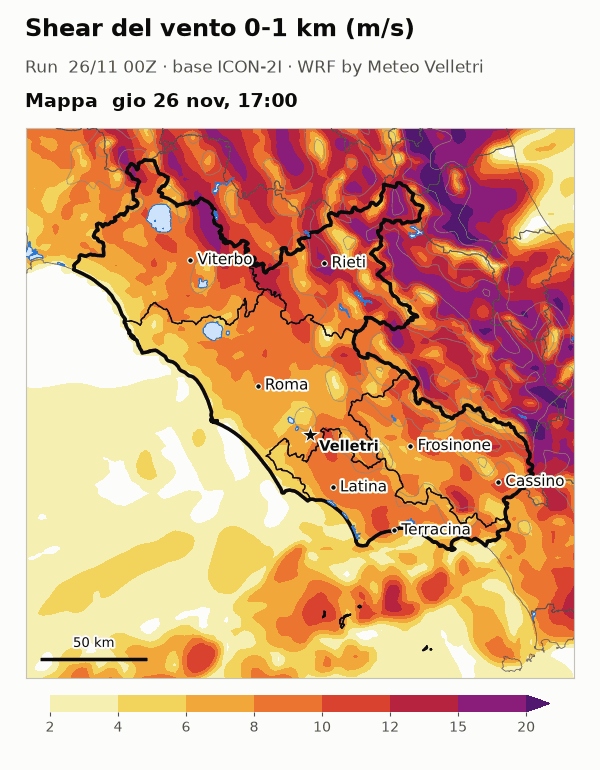 Shear del vento 0-1 km (m/s)
Run  26/11 00Z · base ICON-2I · WRF by Meteo Velletri
Mappa  gio 26 nov, 17:00
Viterbo
Rieti
Roma
Velletri
Frosinone
Latina
Cassino
Terracina
50 km
2 4 6 8 10 12 15 20